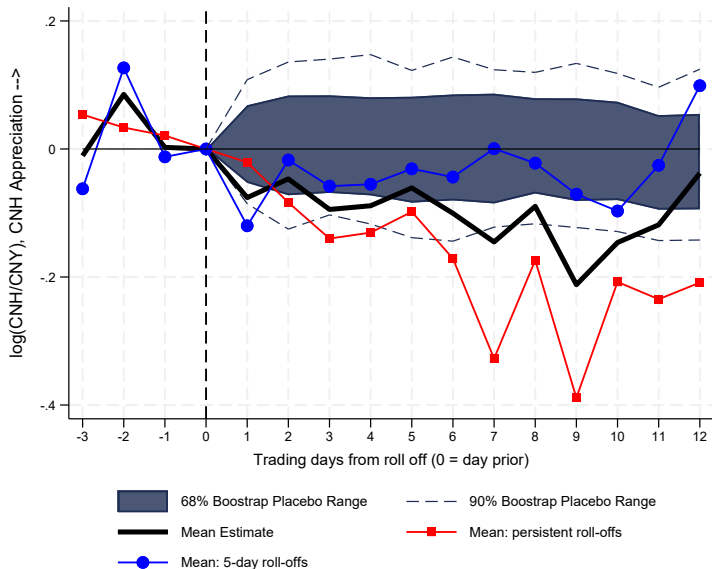 .2
0
-.2
-.4
log(CNH/CNY), CNH Appreciation -->
-3 -2 -1 0 1 2 3 4 5 6 7 8 9 10 11 12
Trading days from roll off (0 = day prior)
68% Boostrap Placebo Range 90% Boostrap Placebo Range
Mean Estimate Mean: persistent roll-offs
Mean: 5-day roll-offs